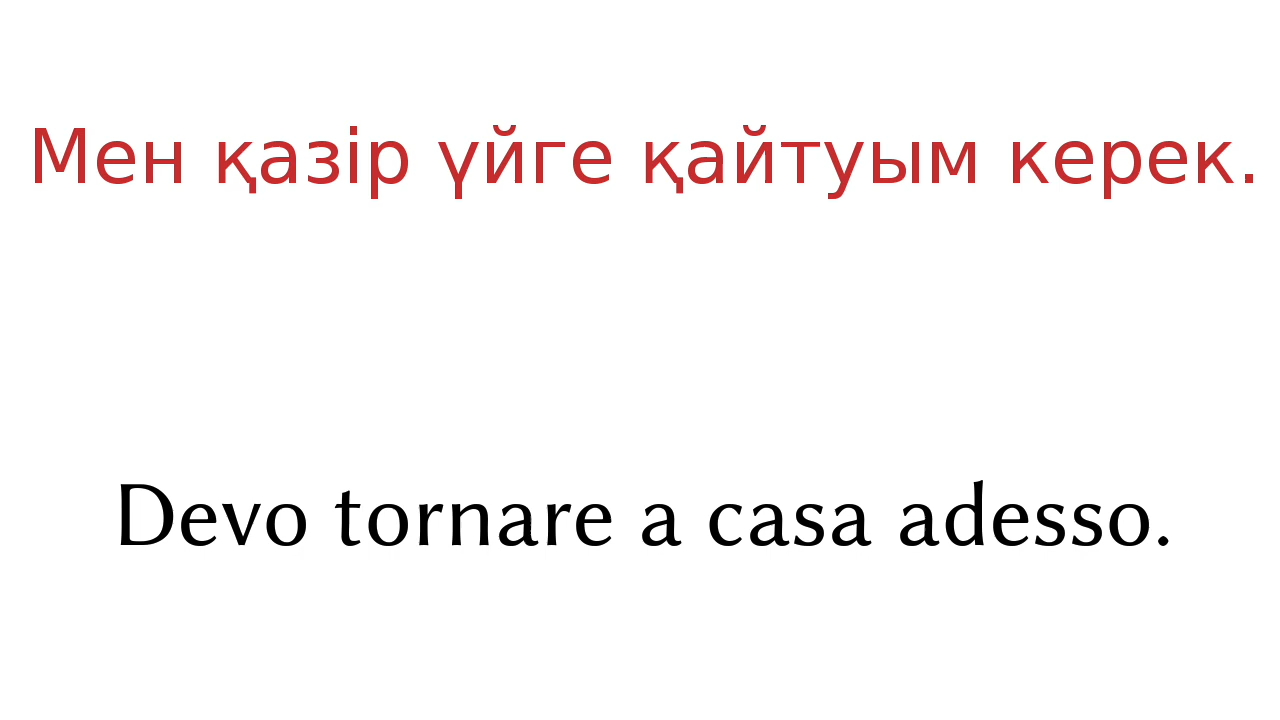 Мен қазір үйге қайтуым керек.
Devo tornare a casa adesso.